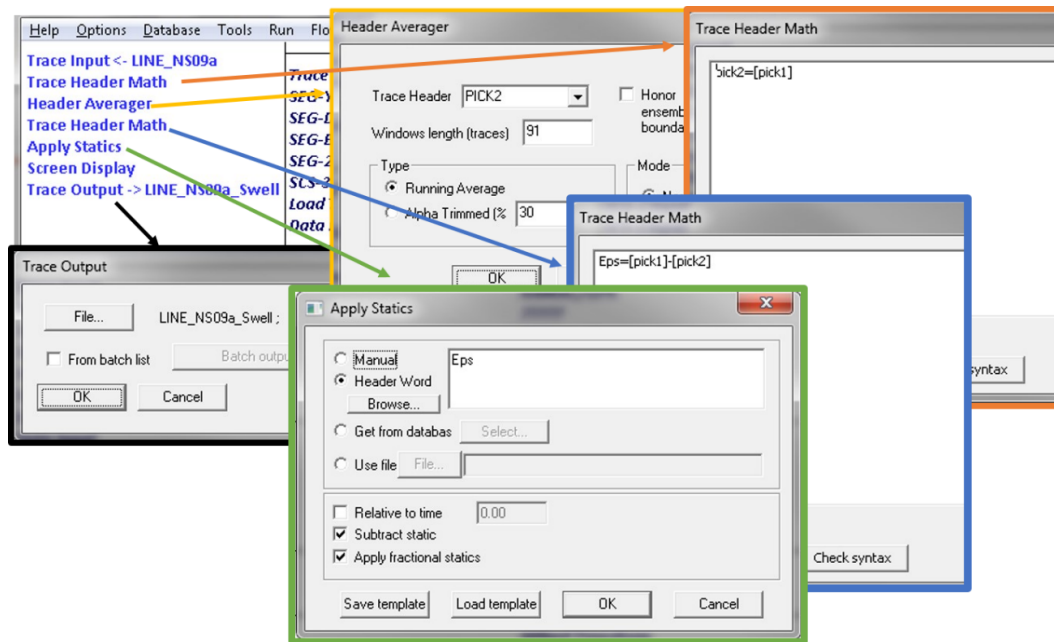 Help Options Database Tools Run Flo
Trace Input <- LINE_NS09a
Trace Header Math
Header Averager
Trace Header Math
Apply Statics
Screen Display
Trace Output -> LINE_NS09a_Swell
Trace
SEG-Y
SEG-D
SEG-B
SEG-2
SCS-3
Load
Data
Header Averager
Trace Header PICK2
Honor
ensemb
bounda
Windows length (traces) 91
Type
Running Average
Alpha Trimmed (% 30
Mode
OK
Trace Header Math
pick2=[pick1]
syntax
Trace Header Math
Eps=[pick1]-[pick2]
Check syntax
Trace Output
File... LINE_NS09a_Swell ;
From batch list Batch outpu
OK Cancel
Apply Statics
Manual
Eps
Header Word
Browse...
Get from databas Select...
Use file File...
Relative to time 0.00
Subtract static
Apply fractional statics
Save template Load template OK Cancel